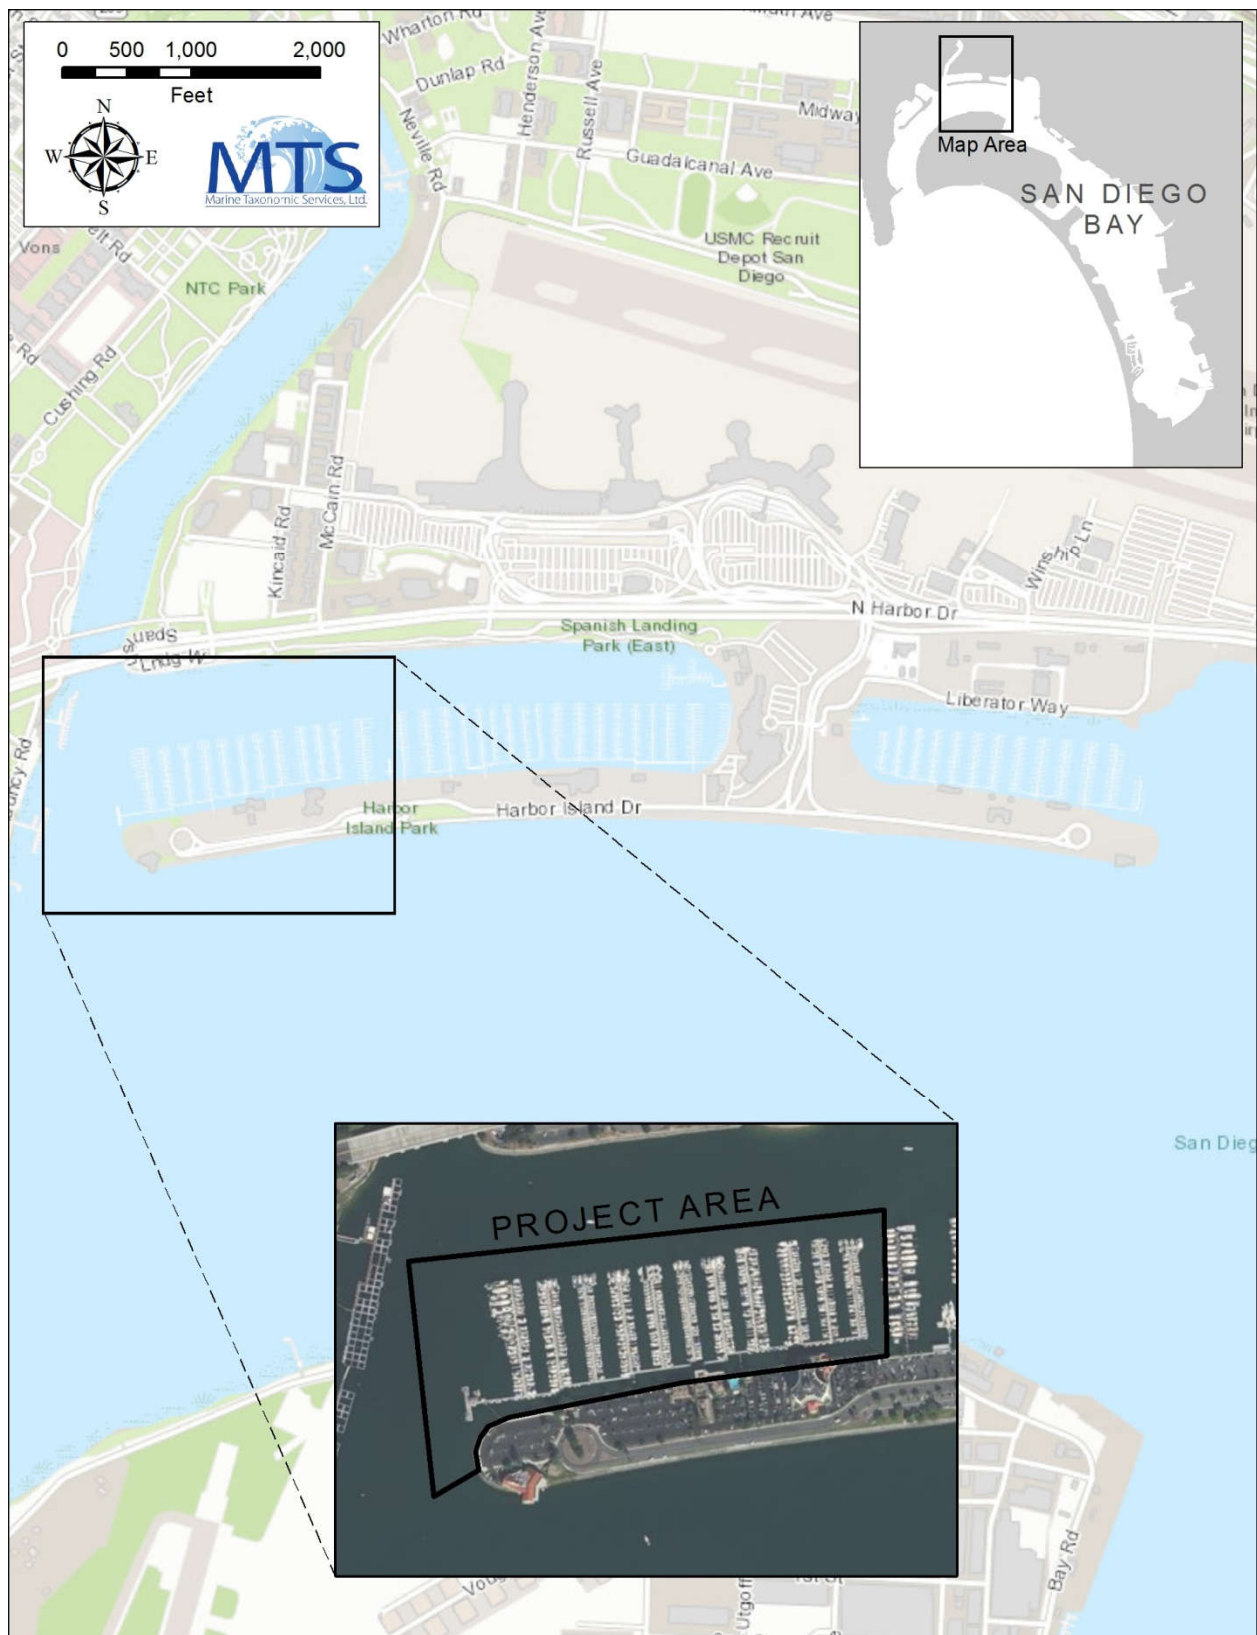 Wharton Rd
Dunlap Rd
Henderson Ave
Russell Ave
Neville Rd
Midway
Guadalcanal Ave
0 500 1,000 2,000
Feet
N
W E
S
MTS
Marine Taxonomic Services, Ltd.
Map Area
SAN DIEGO
BAY
Vons
NTC Park
USMC Recruit
Depot San
Diego
Cushing Rd
Kincaid Rd
McCain Rd
Winship Ln
N Harbor Dr
Spanish Landing
Park (East)
Liberator Way
Harbor Island Dr
Harbor
Island Park
San Dieg
PROJECT AREA
Bay Rd